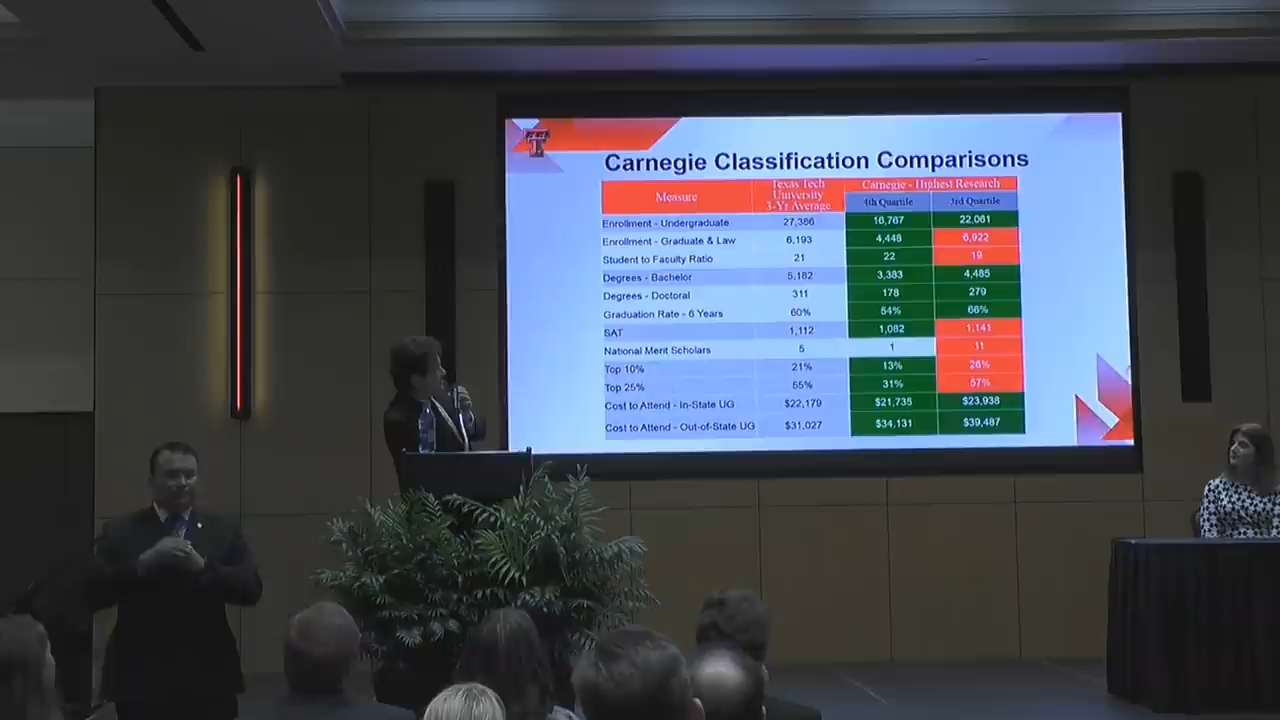 T
Carnegie Classification Comparisons
Measure Texas Tech University 3-Yr Average Carnegie - Highest Research
4th Quartile 3rd Quartile
Enrollment - Undergraduate 27,386 16,767 22,061
Enrollment - Graduate & Law 6,193 4,448 6,922
Student to Faculty Ratio 21 22 19
Degrees - Bachelor 5,182 3,383 4,485
Degrees - Doctoral 311 178 279
Graduation Rate - 6 Years 60% 54% 66%
SAT 1,112 1,082 1,141
National Merit Scholars 5 1 11
Top 10% 21% 13% 26%
Top 25% 55% 31% 57%
Cost to Attend - In-State UG $22,179 $21,735 $23,938
Cost to Attend - Out-of-State UG $31,027 $34,131 $39,487